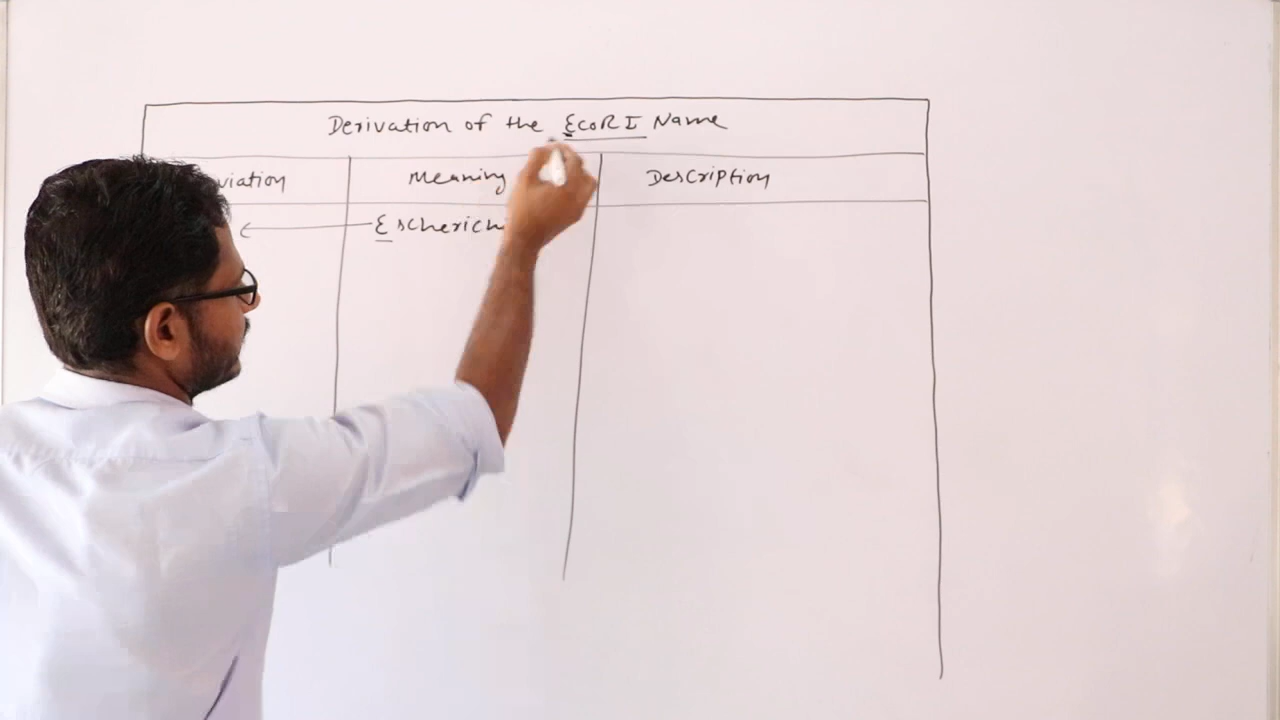 Derivation of the EcoRI Name
viation Meaning Description
Escherich